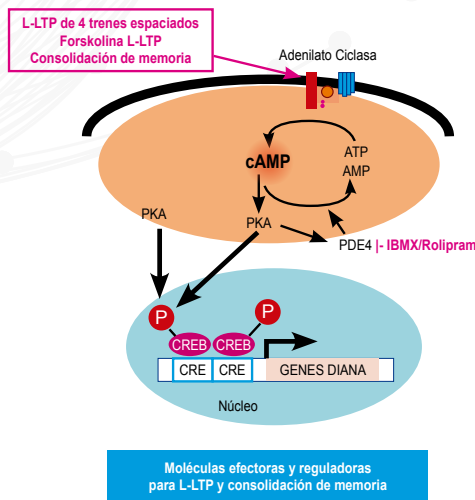 L-LTP de 4 trenes espaciados
Forskolina L-LTP
Consolidación de memoria
Adenilato Ciclasa
cAMP
ATP
AMP
PKA
PKA
PDE4 |- IBMX/Rolipram
P
P
CREB
CREB
CRE
CRE
GENES DIANA
Núcleo
Moléculas efectoras y reguladoras
para L-LTP y consolidación de memoria